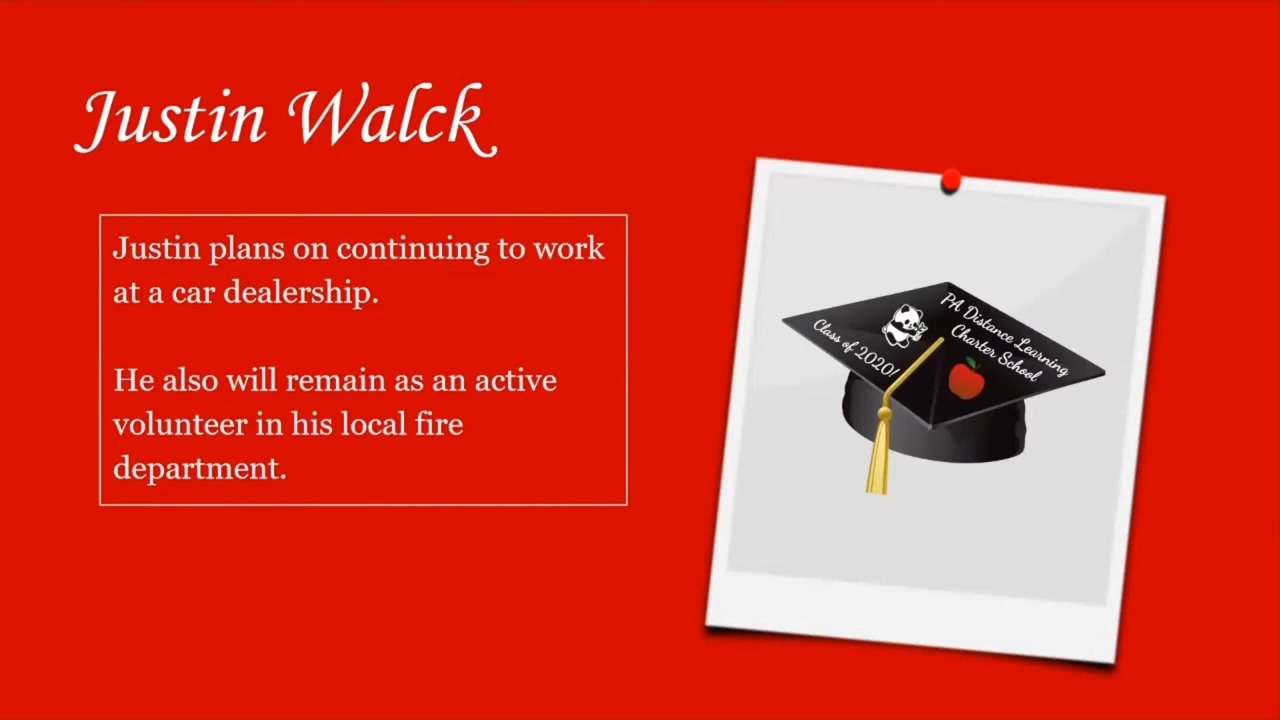 Justin Walck
Justin plans on continuing to work
at a car dealership.
He also will remain as an active
volunteer in his local fire
department.
PA Distance Learning
Charter School
Class of 2020!